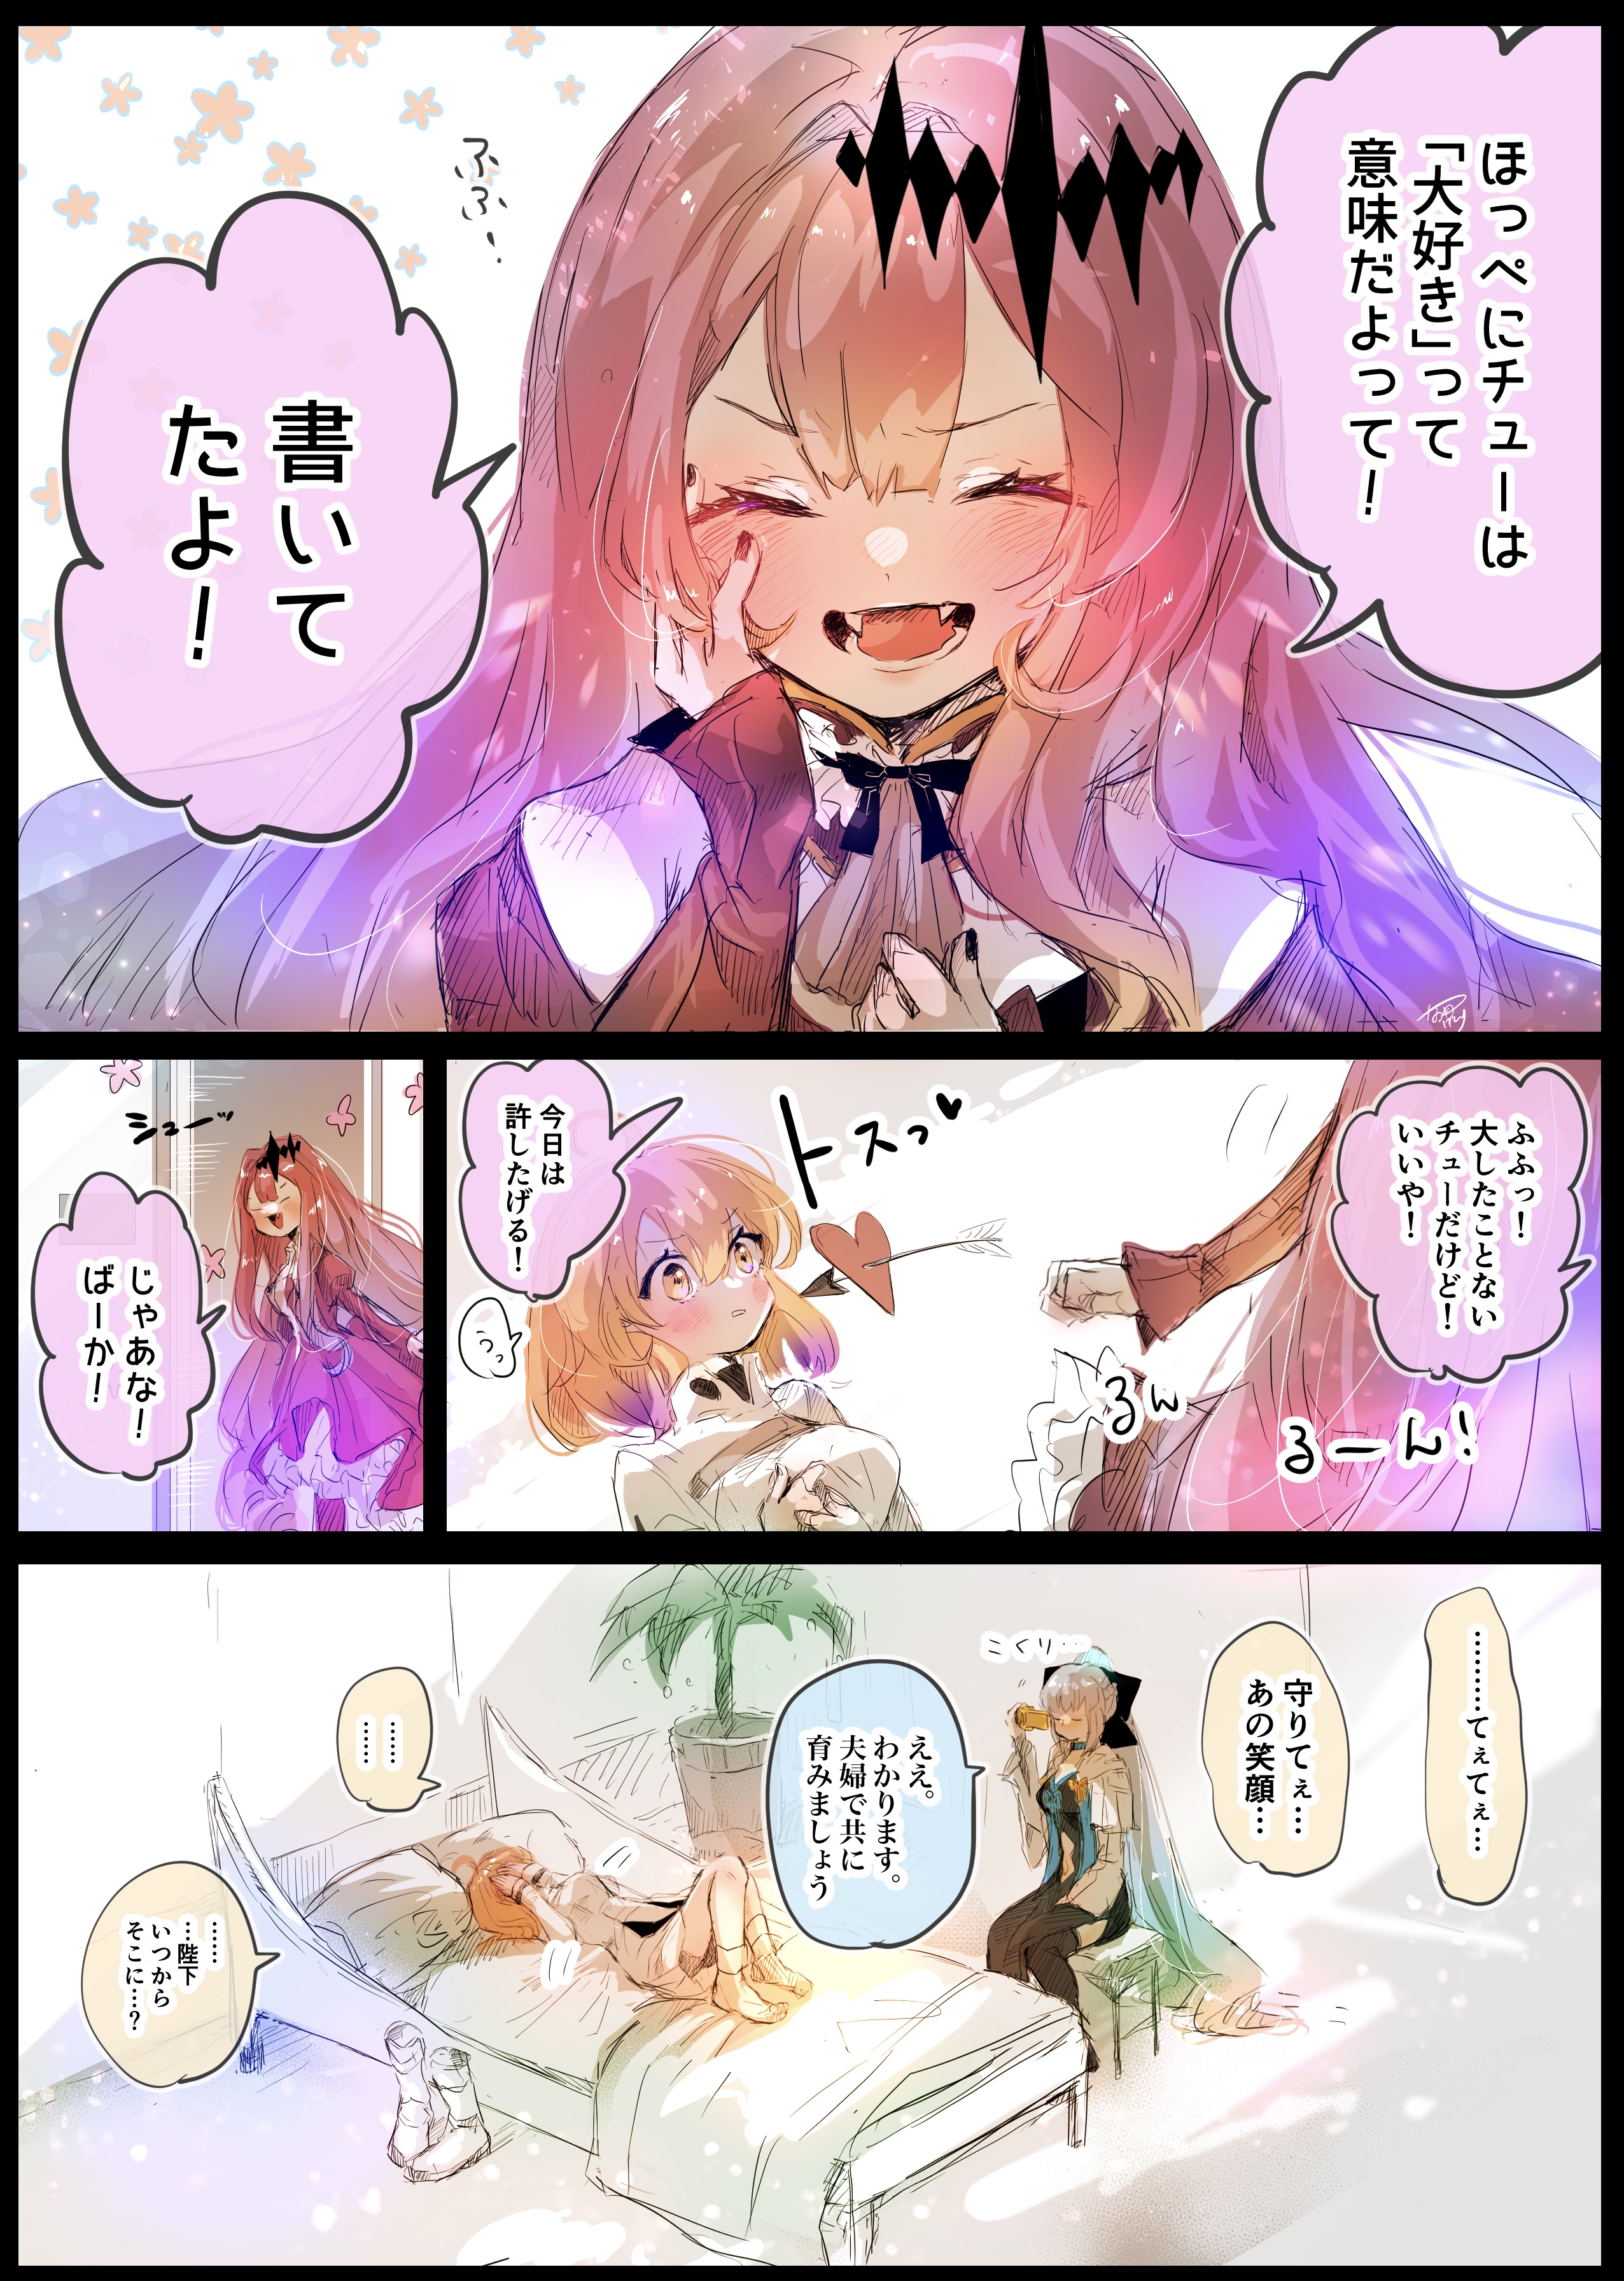 ほっぺにチューは
「大好き」って
意味だよって！
ふふ、
書いて
たよ！
ふふっ！
大したことない
チューだけど！
いいや！
るん
るーん！
トスっ♥
今日は
許したげる！
うっ
シューッ
じゃあな！
ばーか！
………てぇてぇ…
守りてぇ…
あの笑顔…
こくり…
ええ。
わかります。
夫婦で共に
育みましょう
……
……
……
…陛下
いつから
そこに…？